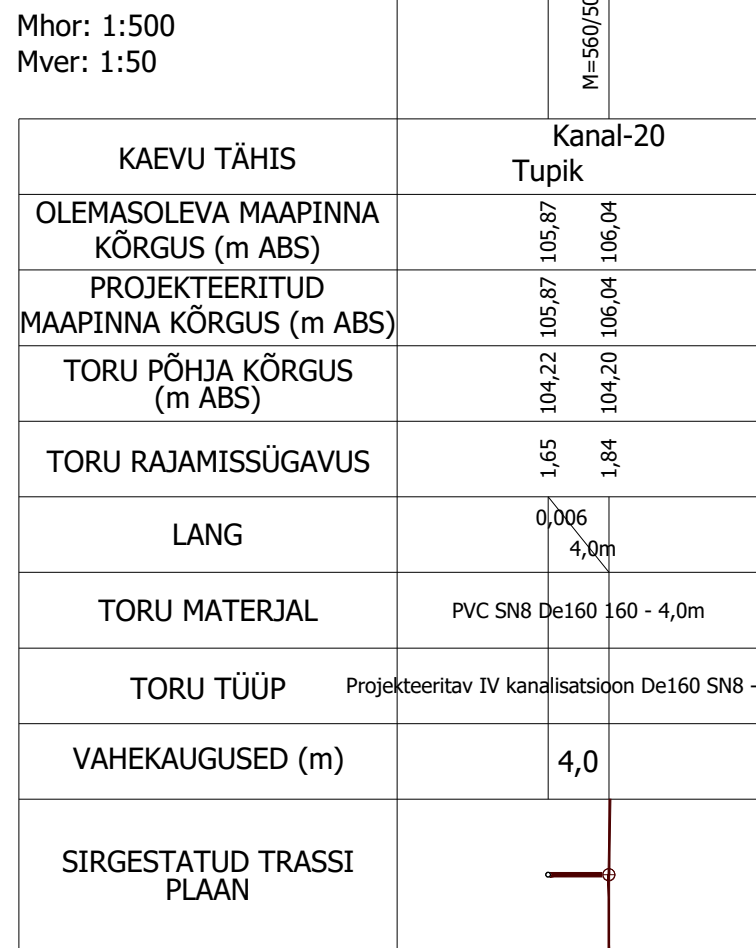 Mhor: 1:500
Mver: 1:50
KAEVU TÄHIS
Kanal-20
Tupik
OLEMASOLEVA MAAPINNA
KÕRGUS (m ABS)
105,87
106,04
PROJEKTEERITUD
MAAPINNA KÕRGUS (m ABS)
105,87
106,04
TORU PÕHJA KÕRGUS
(m ABS)
104,22
104,20
TORU RAJAMISSÜGAVUS
1,65
1,84
LANG
0,006
4,0m
TORU MATERJAL
PVC SN8 De160 160 - 4,0m
TORU TÜÜP
Projekteeritav IV kanalisatsioon De160 SN8 -
VAHEKAUGUSED (m)
4,0
SIRGESTATUD TRASSI
PLAAN